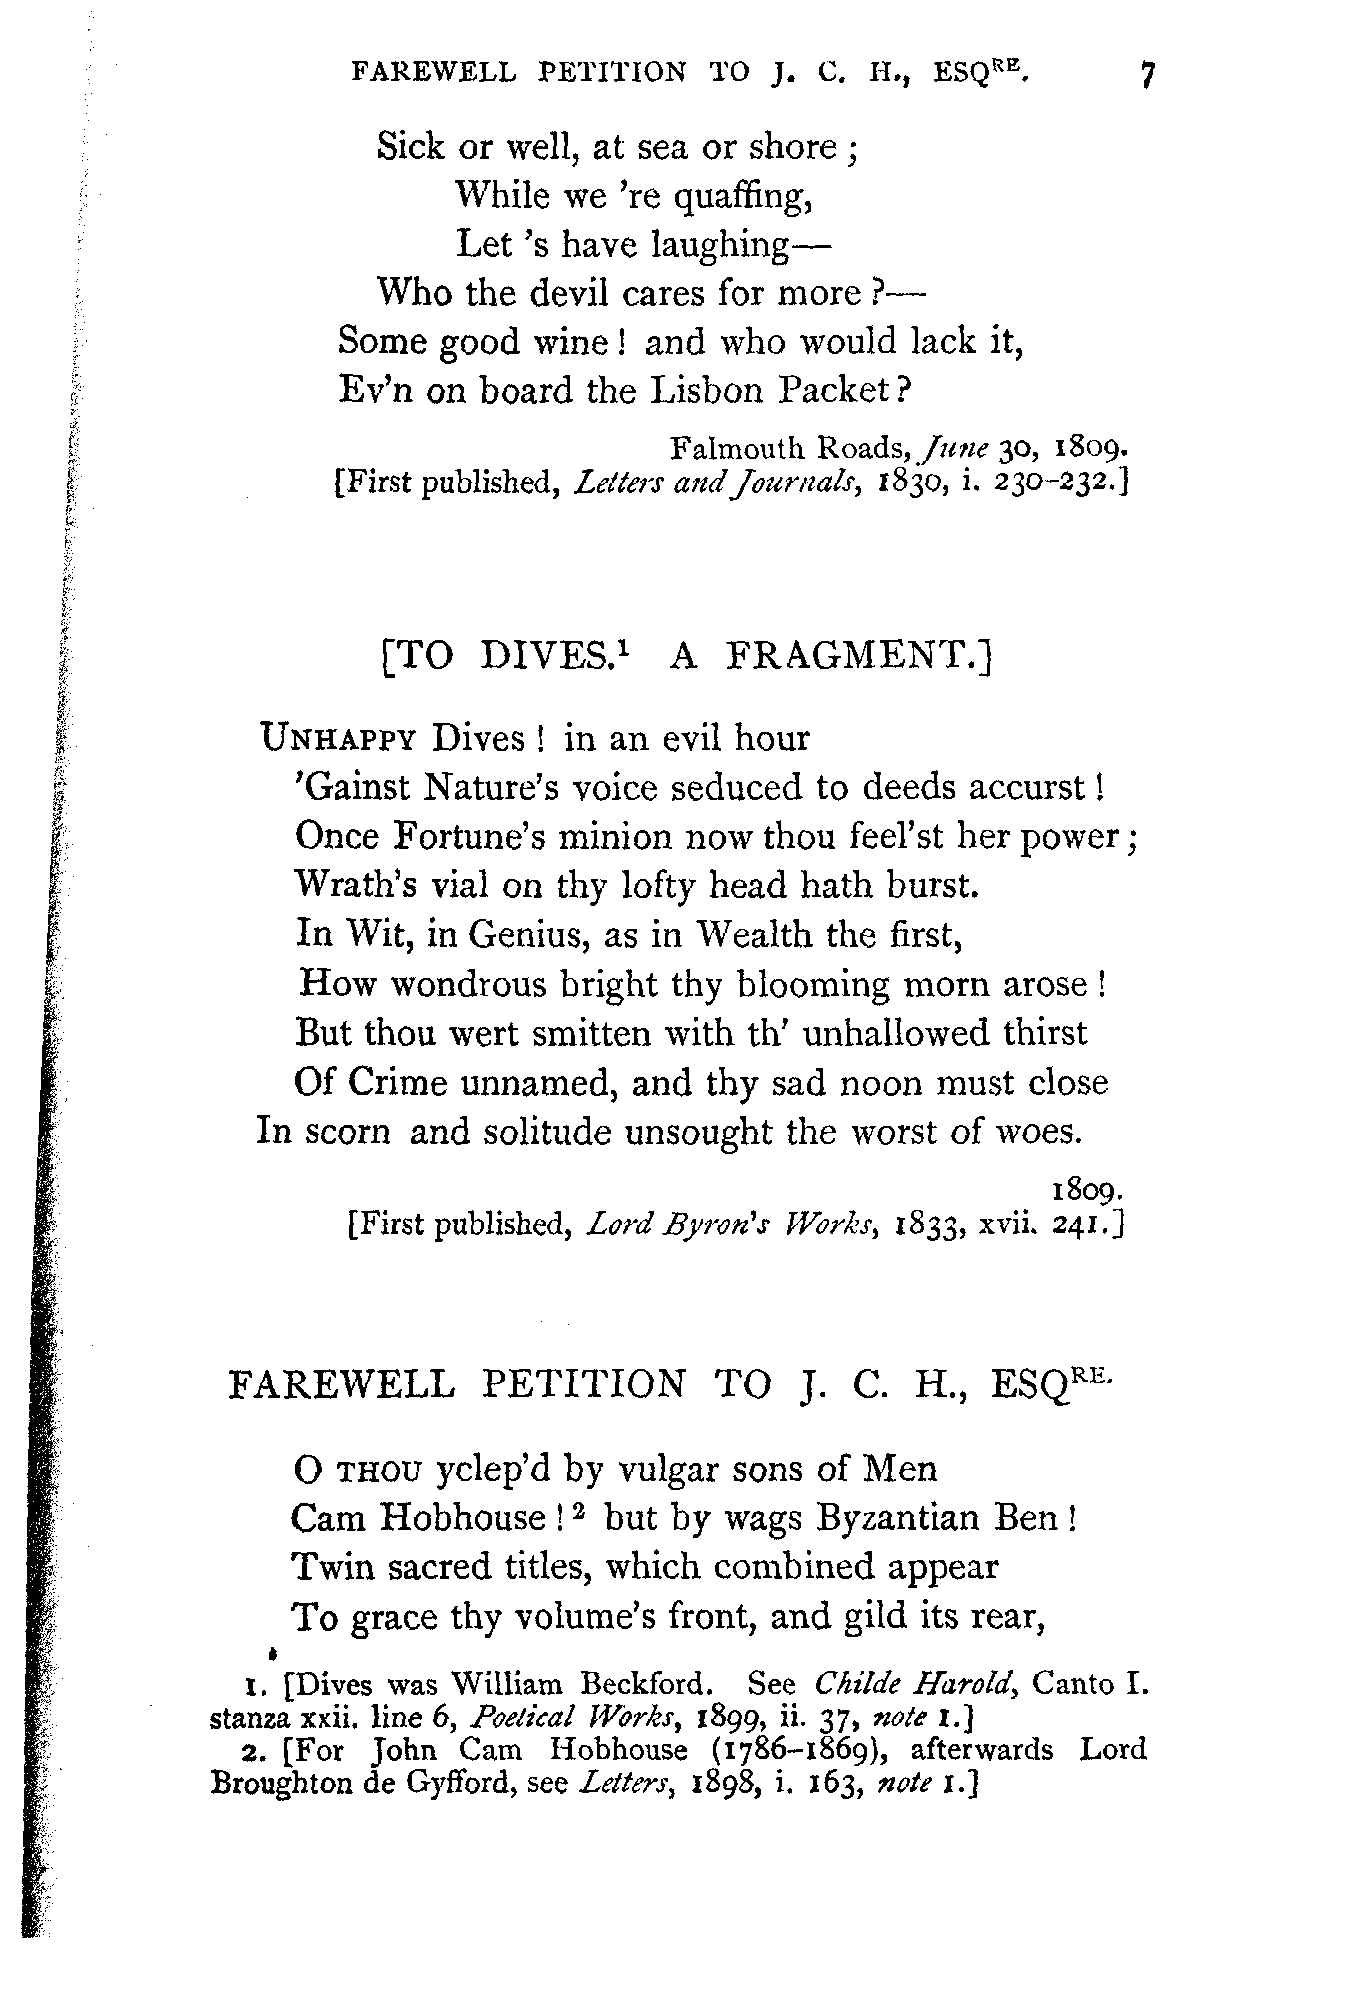 FAREWELL PETITION TO J. C. H., ESQRE. 7
Sick or well, at sea or shore ;
While we 're quaffing,
Let 's have laughing—
Who the devil cares for more ?—
Some good wine ! and who would lack it,
Ev'n on board the Lisbon Packet ?
Falmouth Roads, June 30, 1809.
[First published, Letters and Journals, 1830, i. 230–232.]
[TO DIVES.1 A FRAGMENT.]
UNHAPPY Dives ! in an evil hour
'Gainst Nature's voice seduced to deeds accurst !
Once Fortune's minion now thou feel'st her power ;
Wrath's vial on thy lofty head hath burst.
In Wit, in Genius, as in Wealth the first,
How wondrous bright thy blooming morn arose !
But thou wert smitten with th' unhallowed thirst
Of Crime unnamed, and thy sad noon must close
In scorn and solitude unsought the worst of woes.
1809.
[First published, Lord Byron's Works, 1833, xvii. 241.]
FAREWELL PETITION TO J. C. H., ESQRE.
O THOU yclep'd by vulgar sons of Men
Cam Hobhouse ! 2 but by wags Byzantian Ben !
Twin sacred titles, which combined appear
To grace thy volume's front, and gild its rear,
1. [Dives was William Beckford. See Childe Harold, Canto I.
stanza xxii. line 6, Poetical Works, 1899, ii. 37, note 1.]
2. [For John Cam Hobhouse (1786–1869), afterwards Lord
Broughton de Gyfford, see Letters, 1898, i. 163, note 1.]